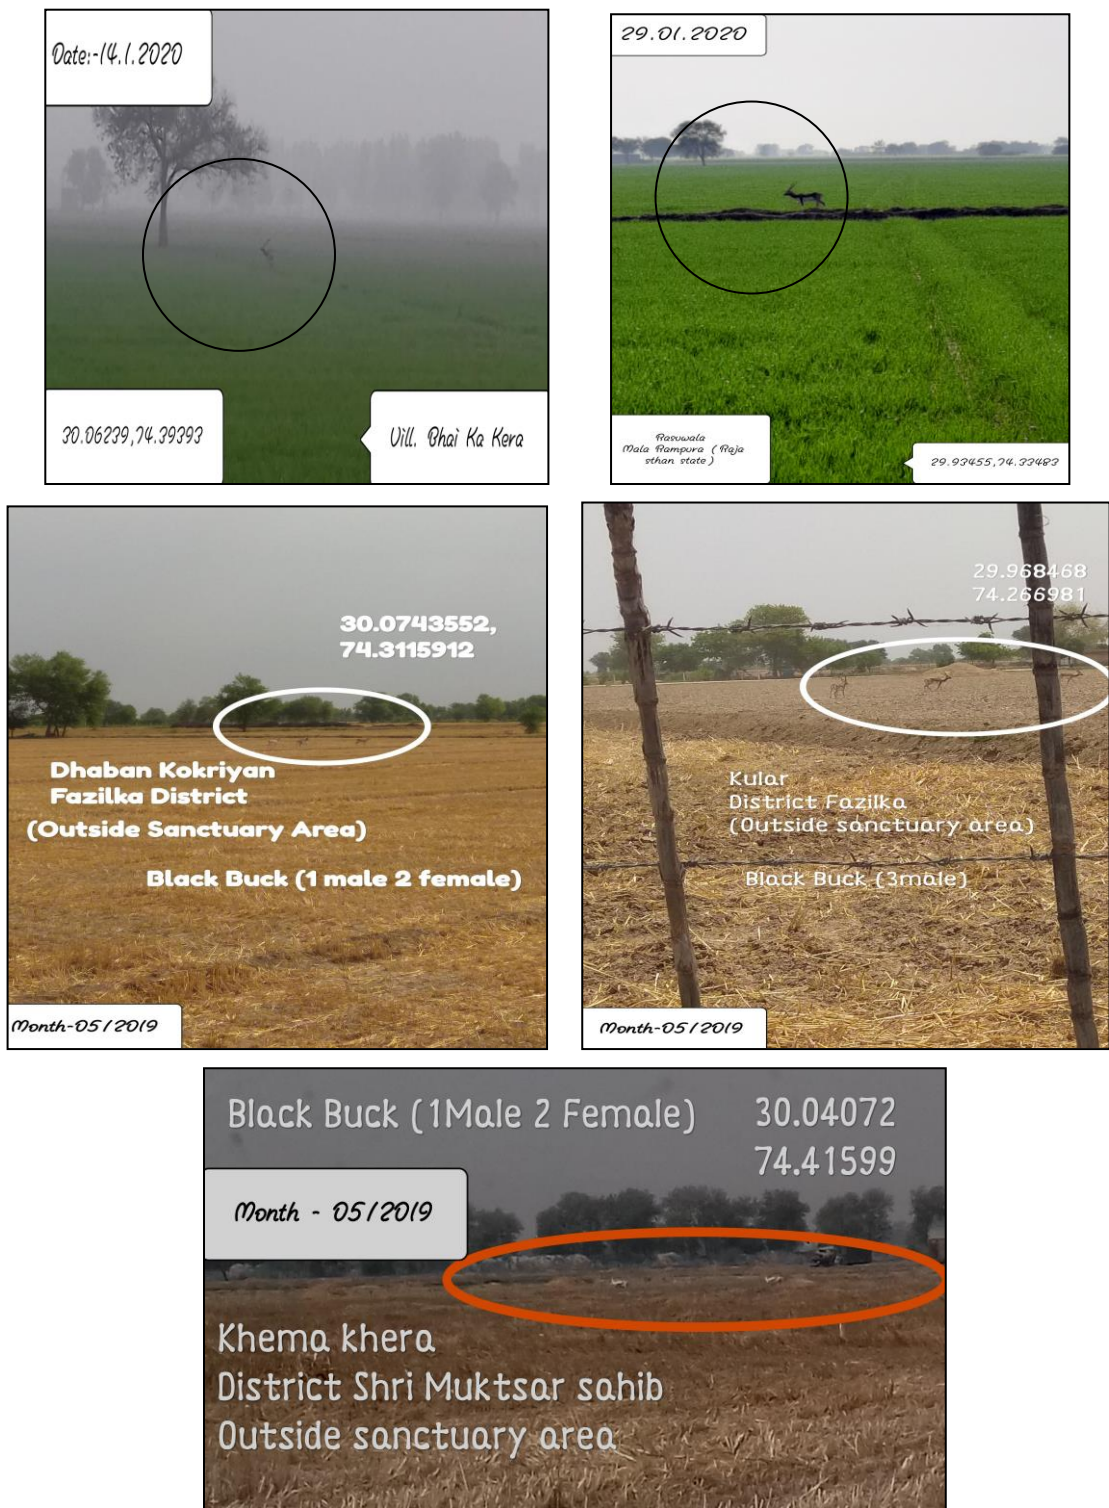 Date:-14.1.2020
30.06239,74.39393
Vill. Bhai Ka Kera
29.01.2020
Rasuwala
Mala Rampura ( Raja
sthan state )
29.93455,74.33483
30.0743552,
74.3115912
Dhaban Kokriyan
Fazilka District
(Outside Sanctuary Area)
Black Buck (1 male 2 female)
Month-05/2019
29.968468
74.266981
Kular
District Fazilka
(Outside sanctuary area)
Black Buck (3male)
Month-05/2019
Black Buck (1Male 2 Female)
30.04072
74.41599
Month - 05/2019
Khema khera
District Shri Muktsar sahib
Outside sanctuary area